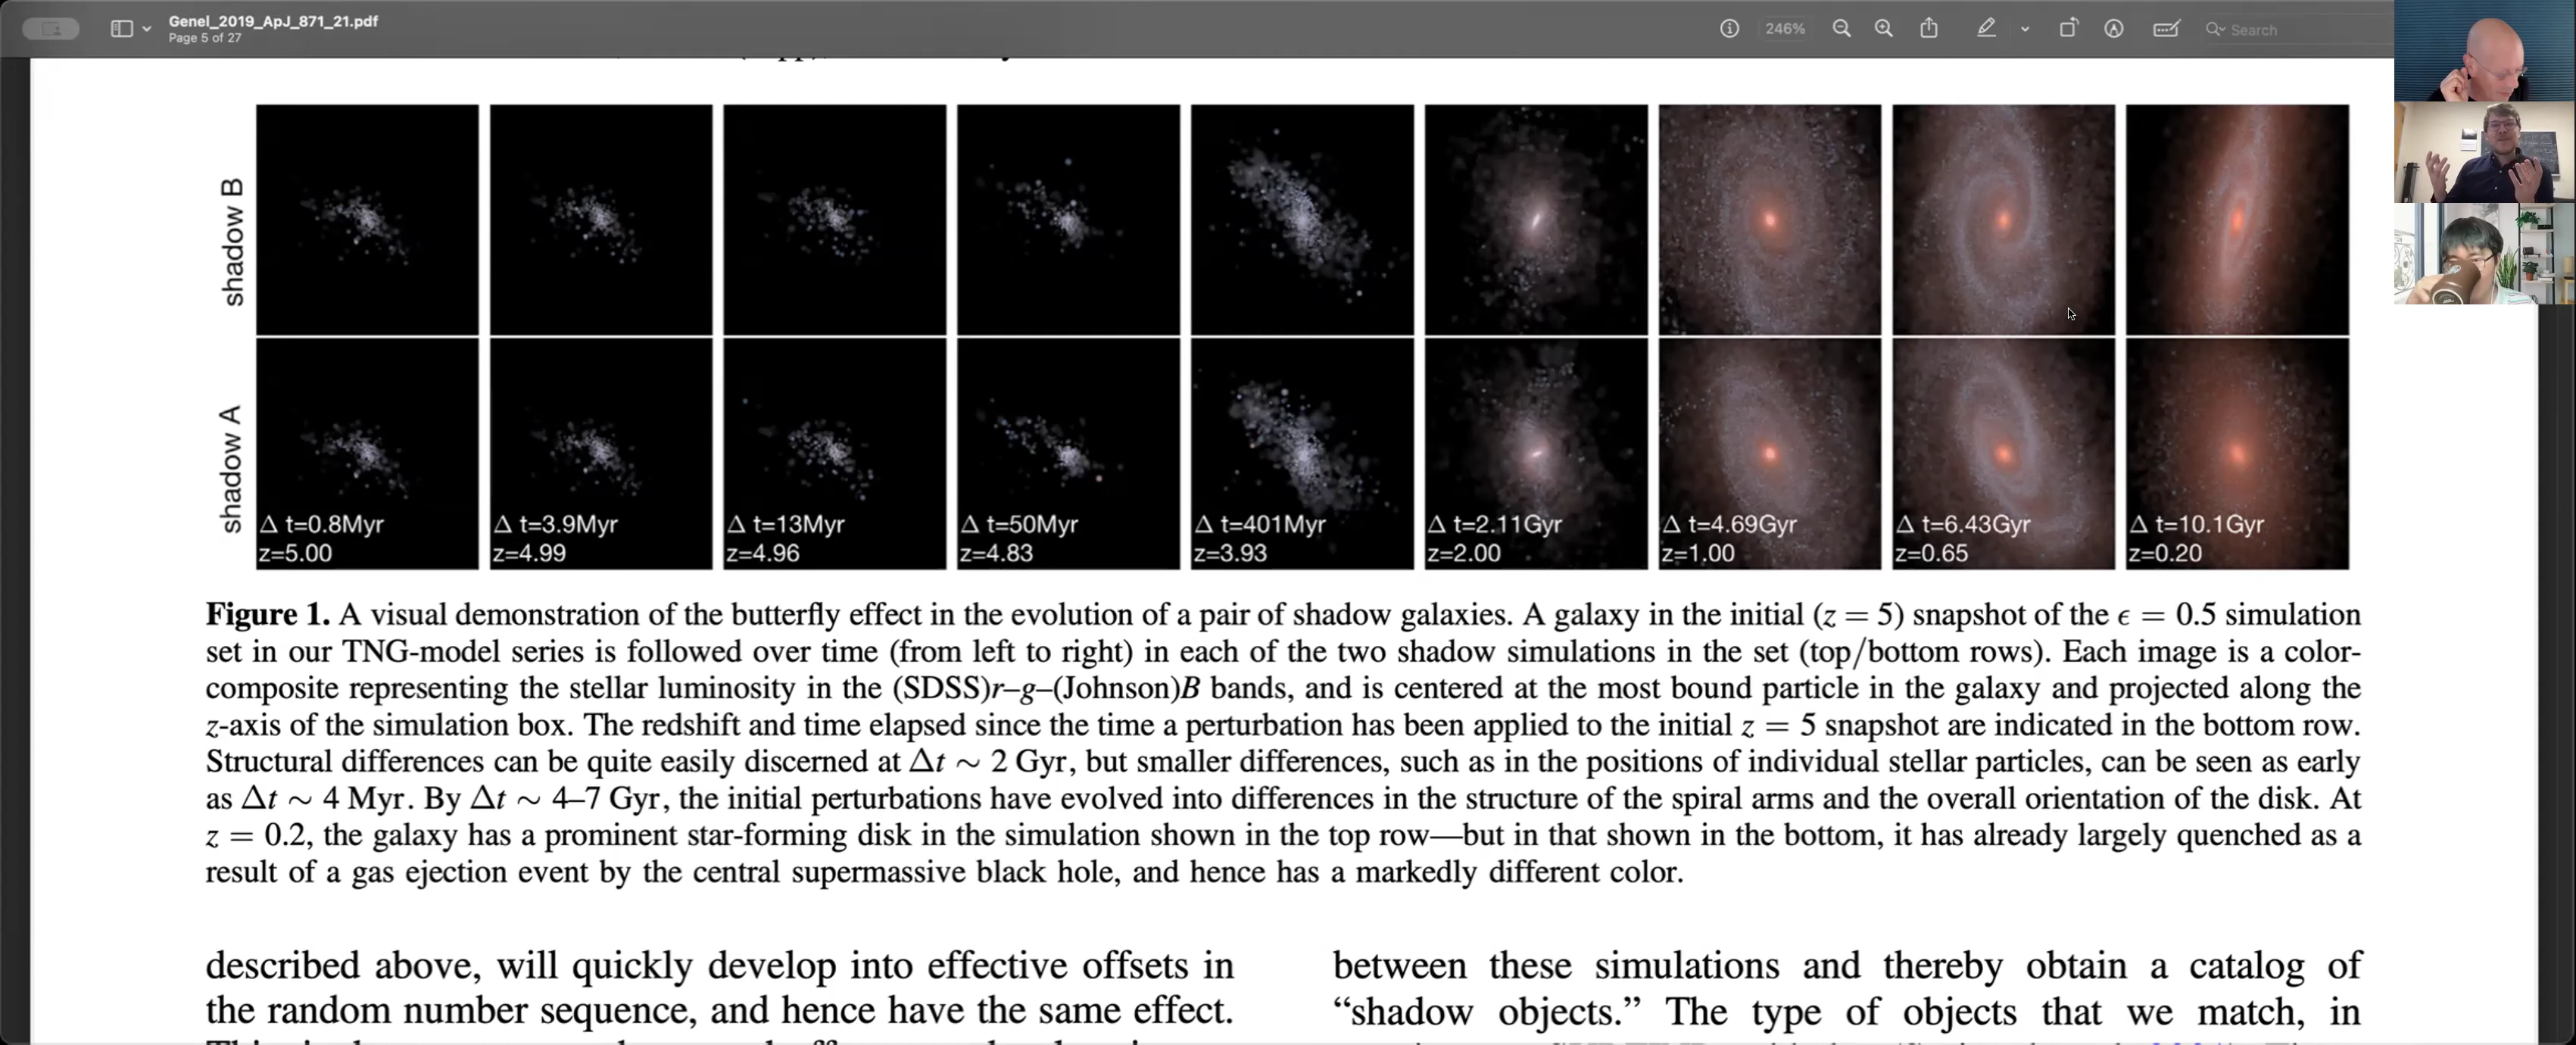 Genel_2019_ApJ_871_21.pdf
Page 5 of 27
246%
Search
shadow B
shadow A
Δ t=0.8Myr
z=5.00
Δ t=3.9Myr
z=4.99
Δ t=13Myr
z=4.96
Δ t=50Myr
z=4.83
Δ t=401Myr
z=3.93
Δ t=2.11Gyr
z=2.00
Δ t=4.69Gyr
z=1.00
Δ t=6.43Gyr
z=0.65
Δ t=10.1Gyr
z=0.20
Figure 1. A visual demonstration of the butterfly effect in the evolution of a pair of shadow galaxies. A galaxy in the initial (z = 5) snapshot of the ϵ = 0.5 simulation
set in our TNG-model series is followed over time (from left to right) in each of the two shadow simulations in the set (top/bottom rows). Each image is a color-
composite representing the stellar luminosity in the (SDSS)r–g–(Johnson)B bands, and is centered at the most bound particle in the galaxy and projected along the
z-axis of the simulation box. The redshift and time elapsed since the time a perturbation has been applied to the initial z = 5 snapshot are indicated in the bottom row.
Structural differences can be quite easily discerned at Δt ∼ 2 Gyr, but smaller differences, such as in the positions of individual stellar particles, can be seen as early
as Δt ∼ 4 Myr. By Δt ∼ 4–7 Gyr, the initial perturbations have evolved into differences in the structure of the spiral arms and the overall orientation of the disk. At
z = 0.2, the galaxy has a prominent star-forming disk in the simulation shown in the top row—but in that shown in the bottom, it has already largely quenched as a
result of a gas ejection event by the central supermassive black hole, and hence has a markedly different color.
described above, will quickly develop into effective offsets in
the random number sequence, and hence have the same effect.
between these simulations and thereby obtain a catalog of
“shadow objects.” The type of objects that we match, in